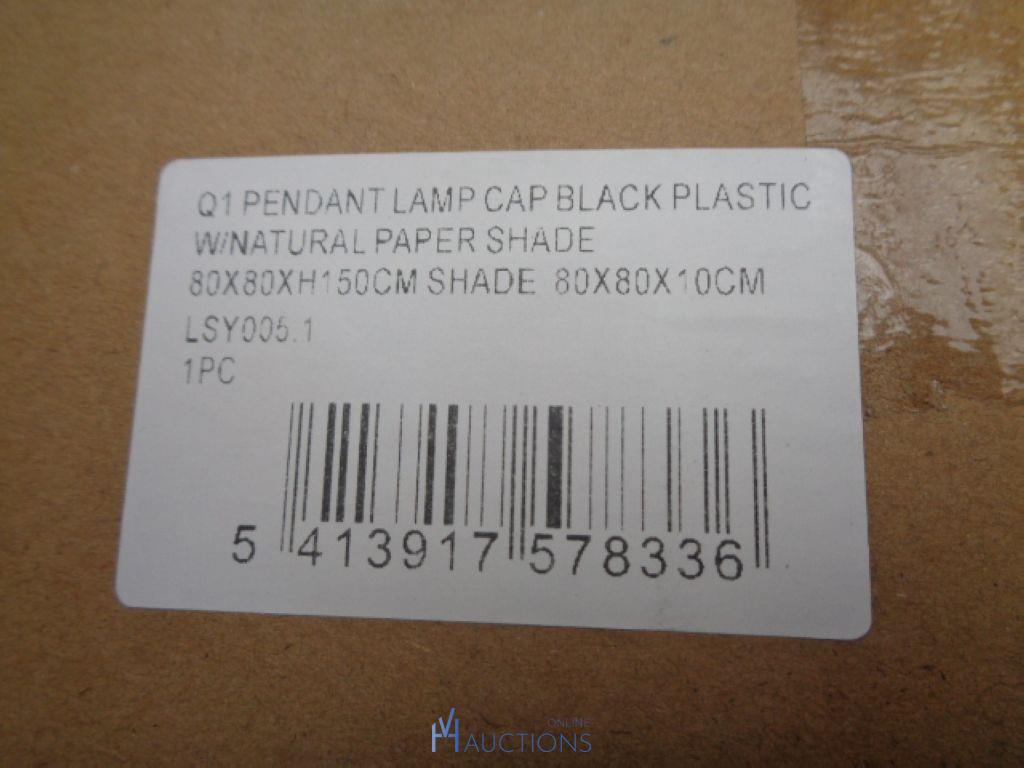 Q1 PENDANT LAMP CAP BLACK PLASTIC
W/NATURAL PAPER SHADE
80X80XH150CM SHADE 80X80X10CM
LSY005.1
1PC
5 413917 578336
VH ONLINE
AUCTIONS